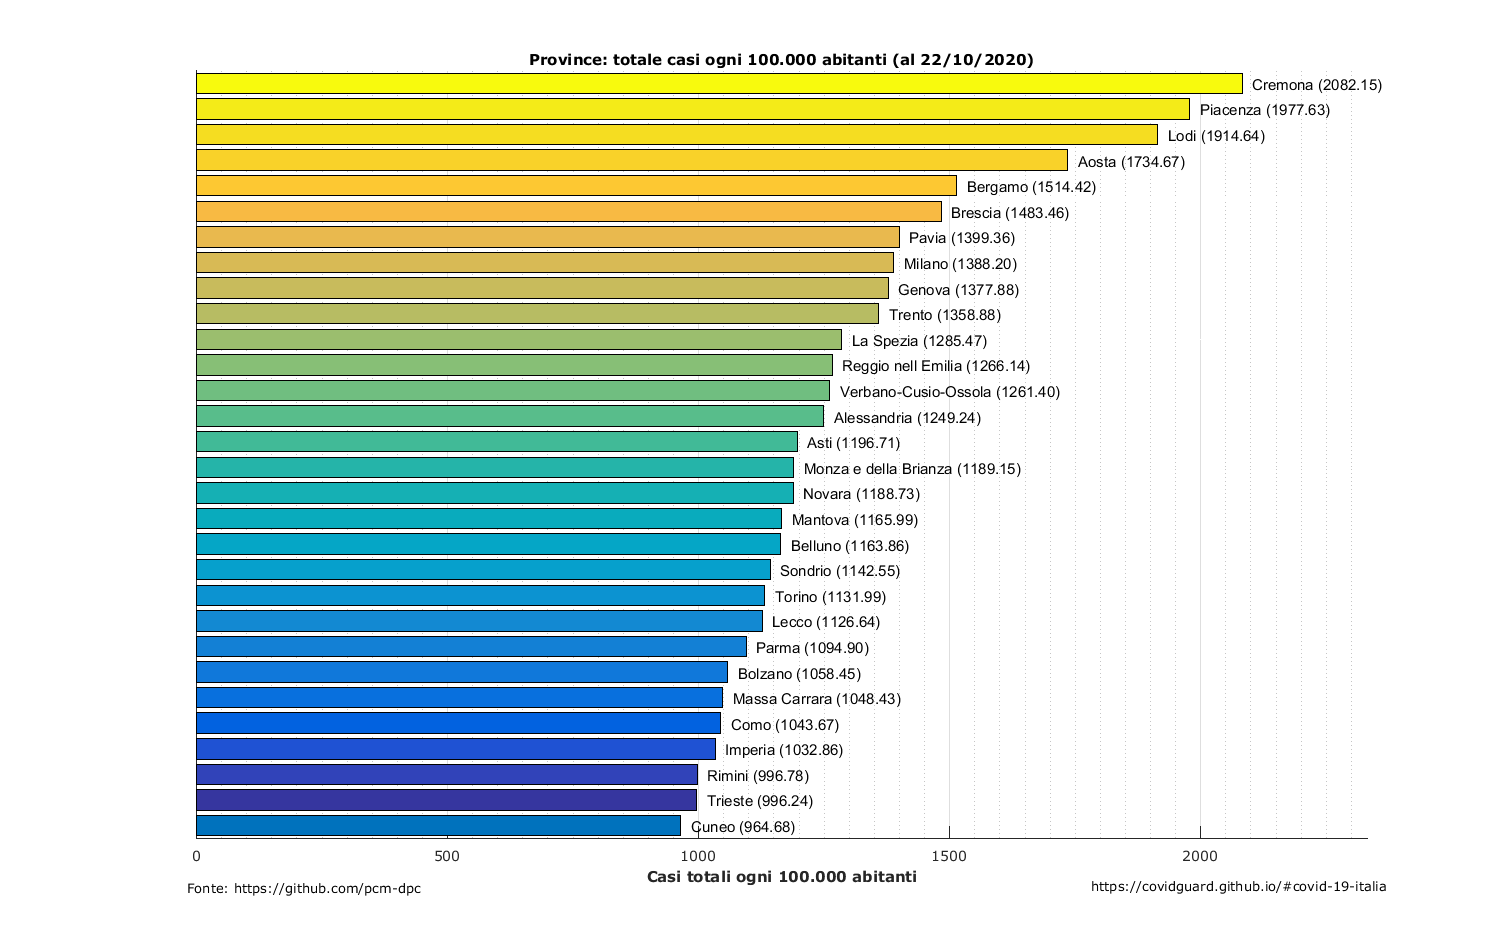 Province: totale casi ogni 100.000 abitanti (al 22/10/2020)
Cremona (2082.15)
Piacenza (1977.63)
Lodi (1914.64)
Aosta (1734.67)
Bergamo (1514.42)
Brescia (1483.46)
Pavia (1399.36)
Milano (1388.20)
Genova (1377.88)
Trento (1358.88)
La Spezia (1285.47)
Reggio nell Emilia (1266.14)
Verbano-Cusio-Ossola (1261.40)
Alessandria (1249.24)
Asti (1196.71)
Monza e della Brianza (1189.15)
Novara (1188.73)
Mantova (1165.99)
Belluno (1163.86)
Sondrio (1142.55)
Torino (1131.99)
Lecco (1126.64)
Parma (1094.90)
Bolzano (1058.45)
Massa Carrara (1048.43)
Como (1043.67)
Imperia (1032.86)
Rimini (996.78)
Trieste (996.24)
Cuneo (964.68)
0 500 1000 1500 2000
Casi totali ogni 100.000 abitanti
Fonte: https://github.com/pcm-dpc
https://covidguard.github.io/#covid-19-italia